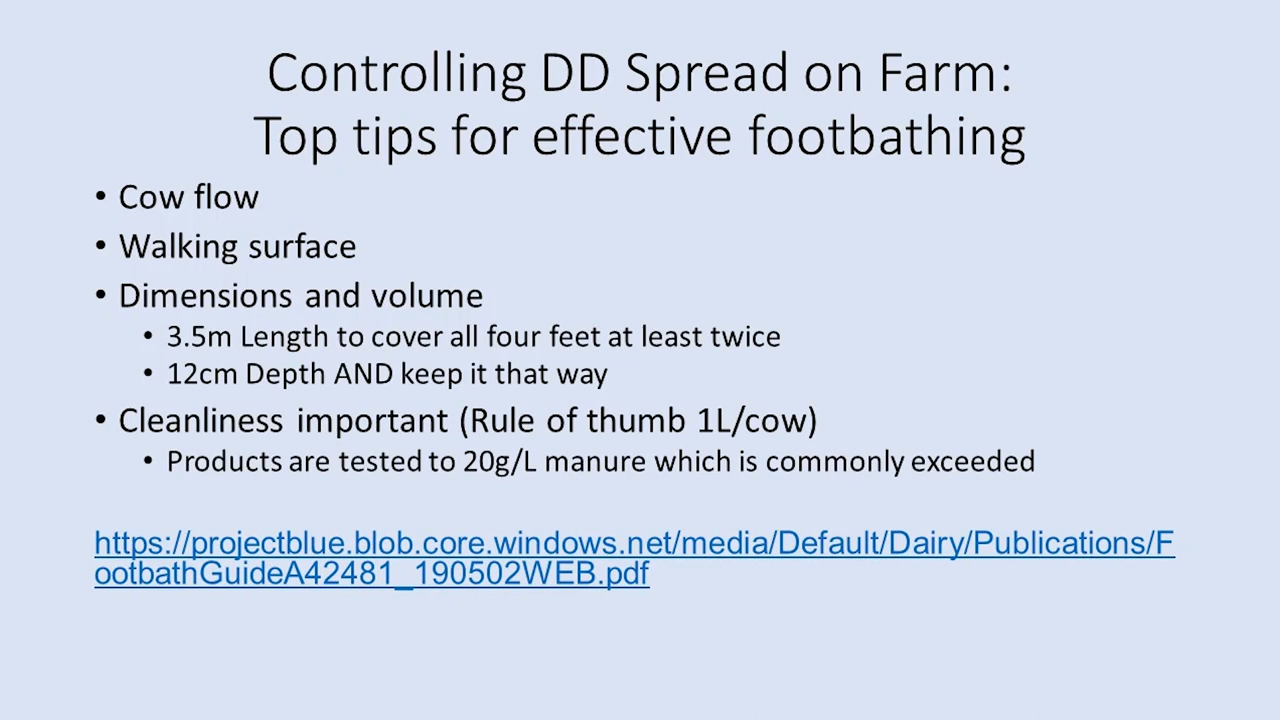 Controlling DD Spread on Farm:
Top tips for effective footbathing
• Cow flow
• Walking surface
• Dimensions and volume
• 3.5m Length to cover all four feet at least twice
• 12cm Depth AND keep it that way
• Cleanliness important (Rule of thumb 1L/cow)
• Products are tested to 20g/L manure which is commonly exceeded
https://projectblue.blob.core.windows.net/media/Default/Dairy/Publications/F
ootbathGuideA42481_190502WEB.pdf